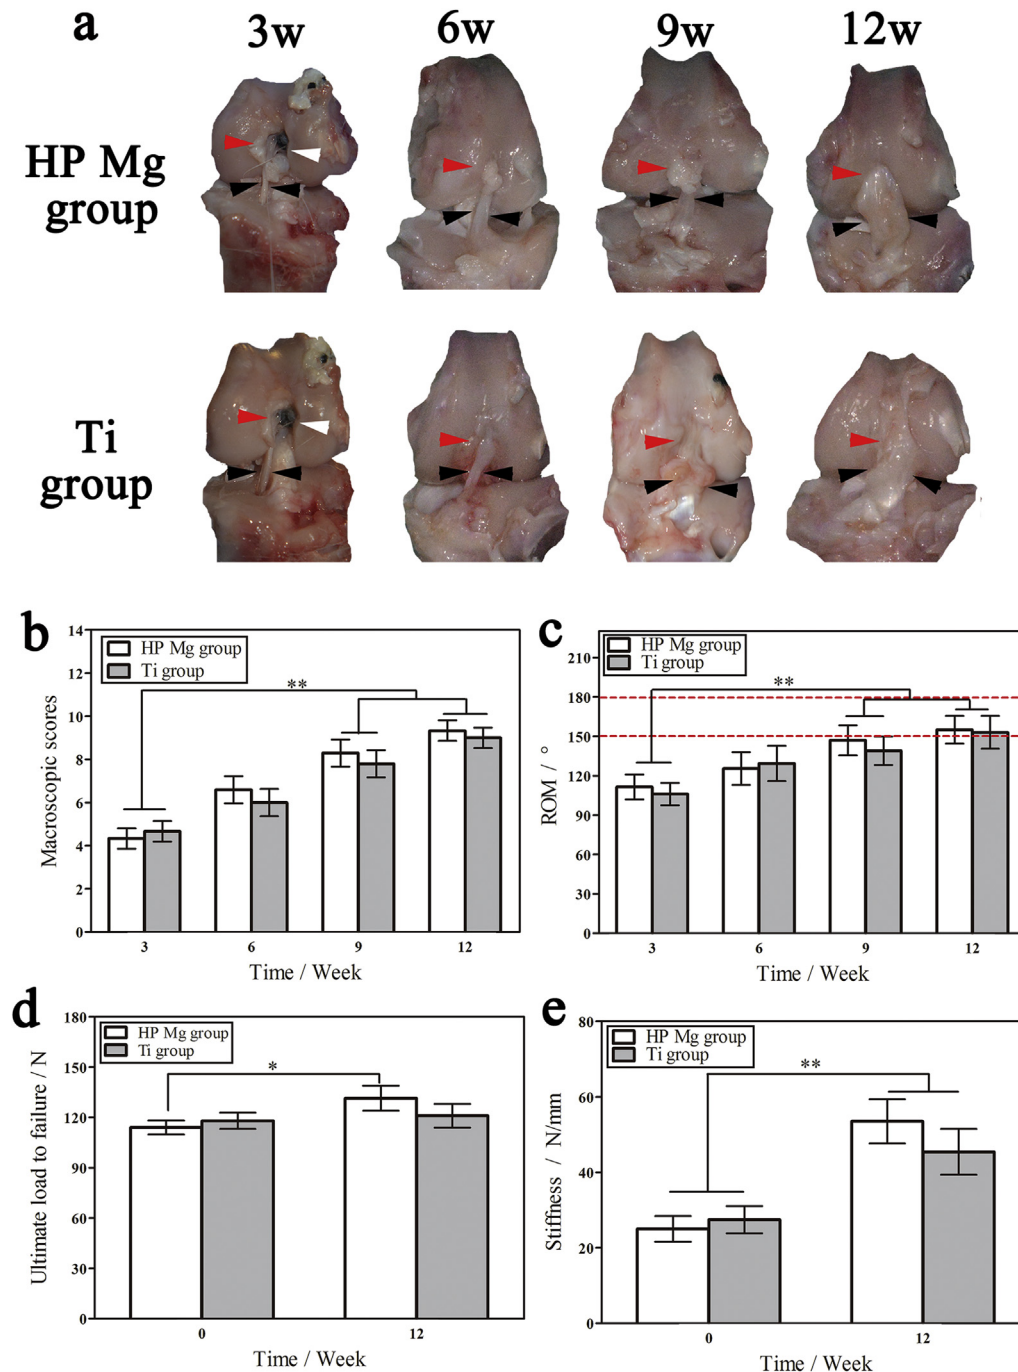 a
3w
6w
9w
12w
HP Mg
group
Ti
group
b
14
12
10
8
6
4
2
0
Macroscopic scores
HP Mg group
Ti group
**
3
6
9
12
Time / Week
c
210
180
150
120
90
60
30
0
ROM / °
HP Mg group
Ti group
**
3
6
9
12
Time / Week
d
180
150
120
90
60
30
0
Ultimate load to failure / N
HP Mg group
Ti group
*
0
12
Time / Week
e
80
60
40
20
0
Stiffness / N/mm
HP Mg group
Ti group
**
0
12
Time / Week